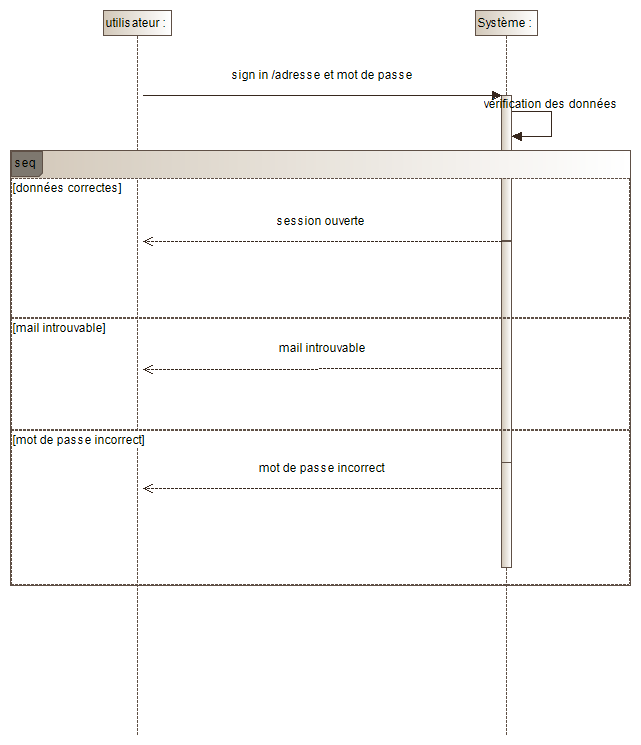 utilisateur :
Système :
sign in /adresse et mot de passe
vérification des données
seq
[données correctes]
session ouverte
[mail introuvable]
mail introuvable
[mot de passe incorrect]
mot de passe incorrect